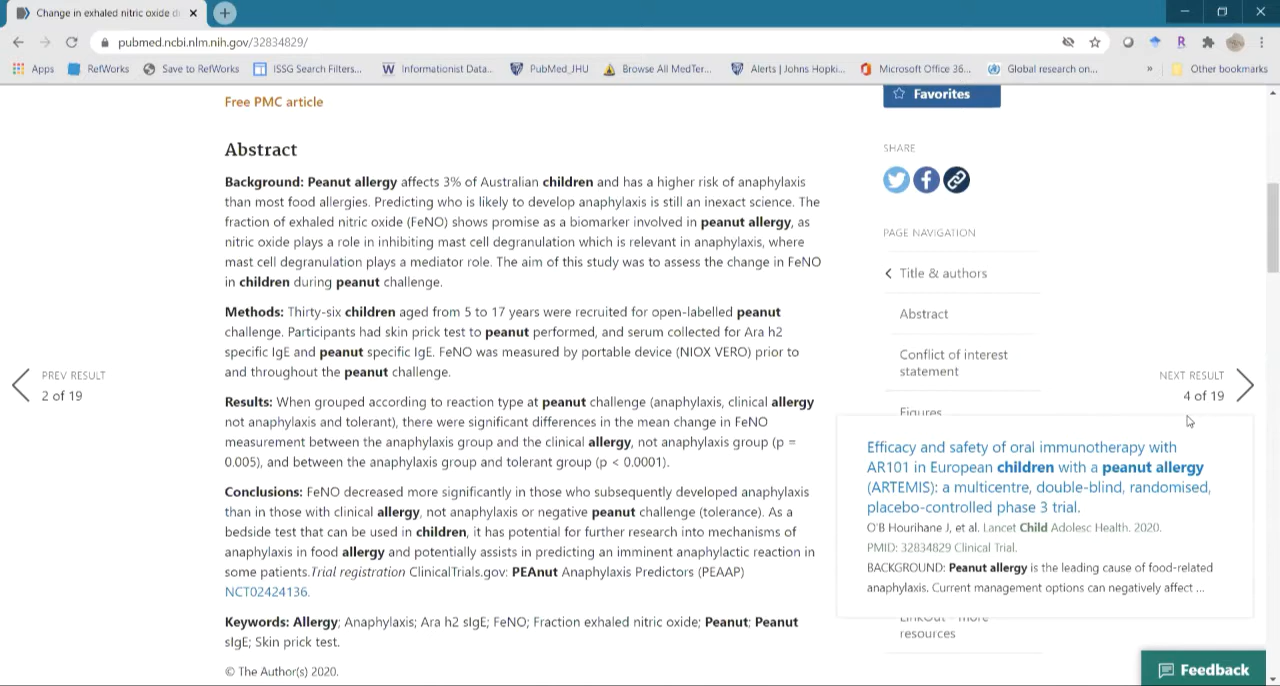 Change in exhaled nitric oxide d
pubmed.ncbi.nlm.nih.gov/32834829/
Apps
RefWorks
Save to RefWorks
ISSG Search Filters...
Informationist Data...
PubMed_JHU
Browse All MedTer...
Alerts | Johns Hopki...
Microsoft Office 36...
Global research on...
»
Other bookmarks
Free PMC article
Abstract
Background: Peanut allergy affects 3% of Australian children and has a higher risk of anaphylaxis
than most food allergies. Predicting who is likely to develop anaphylaxis is still an inexact science. The
fraction of exhaled nitric oxide (FeNO) shows promise as a biomarker involved in peanut allergy, as
nitric oxide plays a role in inhibiting mast cell degranulation which is relevant in anaphylaxis, where
mast cell degranulation plays a mediator role. The aim of this study was to assess the change in FeNO
in children during peanut challenge.
Methods: Thirty-six children aged from 5 to 17 years were recruited for open-labelled peanut
challenge. Participants had skin prick test to peanut performed, and serum collected for Ara h2
specific IgE and peanut specific IgE. FeNO was measured by portable device (NIOX VERO) prior to
and throughout the peanut challenge.
Results: When grouped according to reaction type at peanut challenge (anaphylaxis, clinical allergy
not anaphylaxis and tolerant), there were significant differences in the mean change in FeNO
measurement between the anaphylaxis group and the clinical allergy, not anaphylaxis group (p =
0.005), and between the anaphylaxis group and tolerant group (p < 0.0001).
Conclusions: FeNO decreased more significantly in those who subsequently developed anaphylaxis
than in those with clinical allergy, not anaphylaxis or negative peanut challenge (tolerance). As a
bedside test that can be used in children, it has potential for further research into mechanisms of
anaphylaxis in food allergy and potentially assists in predicting an imminent anaphylactic reaction in
some patients.Trial registration ClinicalTrials.gov: PEAnut Anaphylaxis Predictors (PEAAP)
NCT02424136.
Keywords: Allergy; Anaphylaxis; Ara h2 sIgE; FeNO; Fraction exhaled nitric oxide; Peanut; Peanut
sIgE; Skin prick test.
© The Author(s) 2020.
PREV RESULT
2 of 19
Favorites
SHARE
PAGE NAVIGATION
Title & authors
Abstract
Conflict of interest
statement
Figures
NEXT RESULT
4 of 19
Efficacy and safety of oral immunotherapy with
AR101 in European children with a peanut allergy
(ARTEMIS): a multicentre, double-blind, randomised,
placebo-controlled phase 3 trial.
O'B Hourihane J, et al. Lancet Child Adolesc Health. 2020.
PMID: 32834829 Clinical Trial.
BACKGROUND: Peanut allergy is the leading cause of food-related
anaphylaxis. Current management options can negatively affect ...
LinkOut - more
resources
Feedback